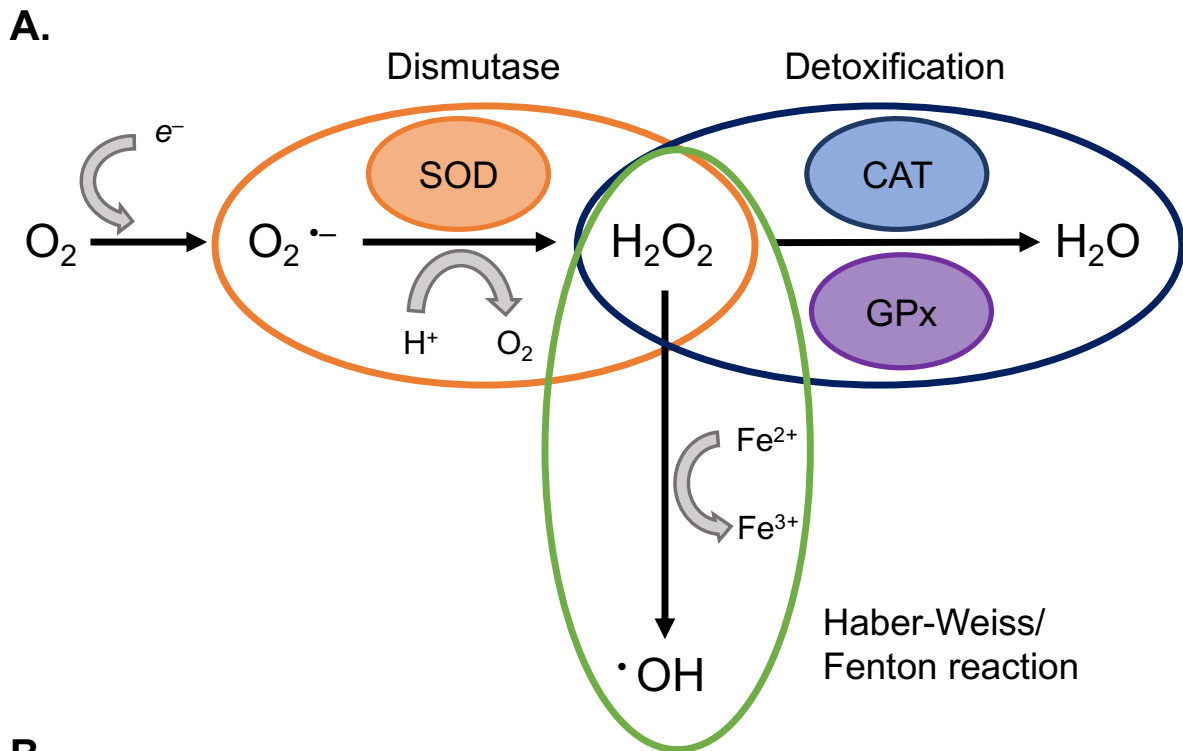 A.
Dismutase
Detoxification
e⁻
SOD
CAT
O₂
O₂ •⁻
H₂O₂
H₂O
GPx
H⁺
O₂
Fe²⁺
Fe³⁺
Haber-Weiss/
Fenton reaction
•OH